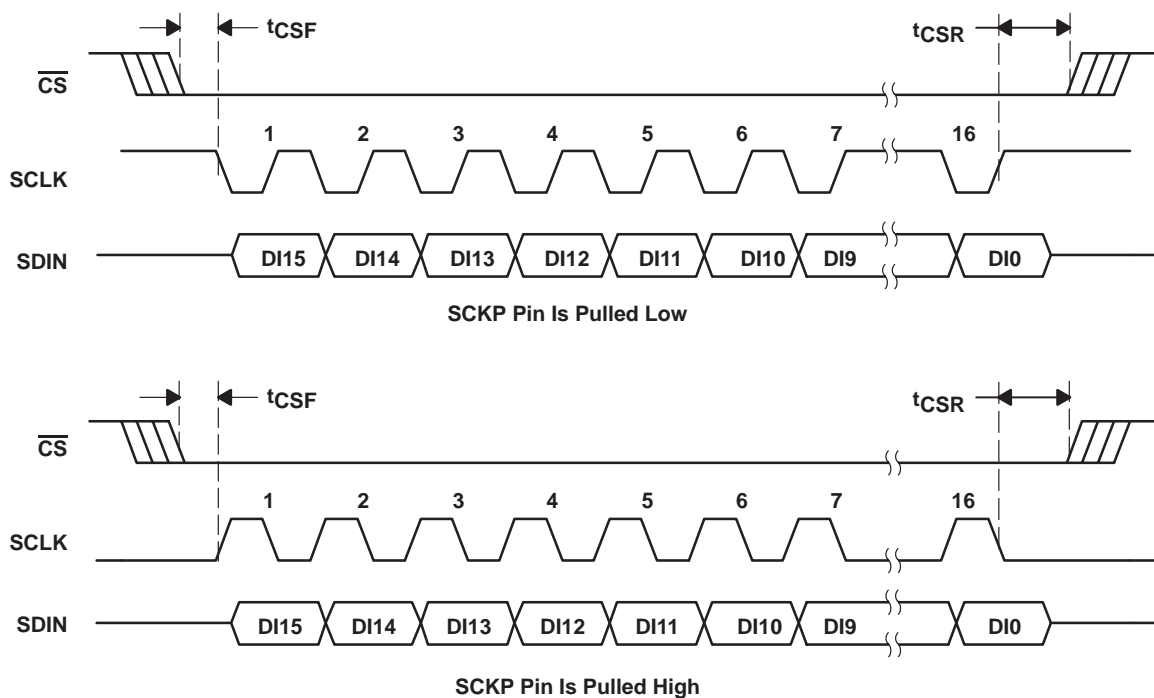 tCSF tCSR
CS
1 2 3 4 5 6 7 16
SCLK
SDIN DI15 DI14 DI13 DI12 DI11 DI10 DI9 DI0
SCKP Pin Is Pulled Low
tCSF tCSR
CS
1 2 3 4 5 6 7 16
SCLK
SDIN DI15 DI14 DI13 DI12 DI11 DI10 DI9 DI0
SCKP Pin Is Pulled High